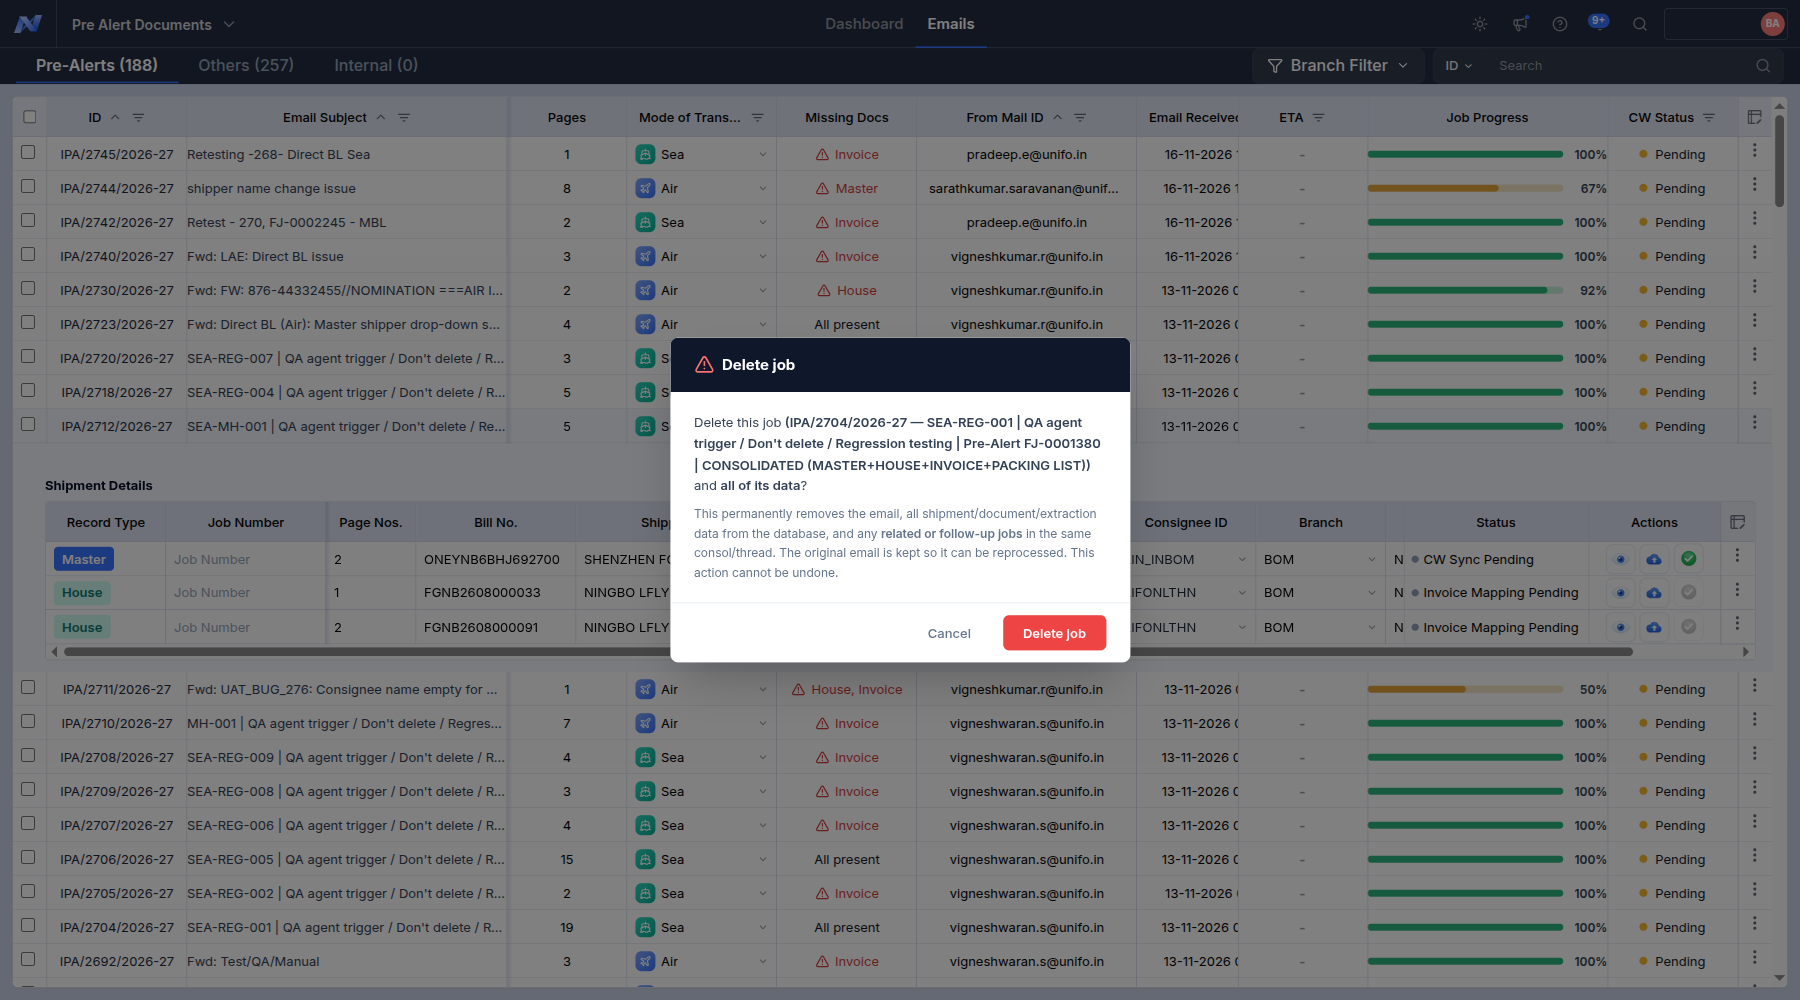 Pre Alert Documents
Dashboard
Emails
9+
BA
Pre-Alerts (188)
Others (257)
Internal (0)
Branch Filter
ID
Search
ID Email Subject Pages Mode of Trans... Missing Docs From Mail ID Email Received ETA Job Progress CW Status
IPA/2745/2026-27 Retesting -268- Direct BL Sea 1 Sea Invoice pradeep.e@unifo.in 16-11-2026 - 100% Pending
IPA/2744/2026-27 shipper name change issue 8 Air Master sarathkumar.saravanan@unif... 16-11-2026 - 67% Pending
IPA/2742/2026-27 Retest - 270, FJ-0002245 - MBL 2 Sea Invoice pradeep.e@unifo.in 16-11-2026 - 100% Pending
IPA/2740/2026-27 Fwd: LAE: Direct BL issue 3 Air Invoice vigneshkumar.r@unifo.in 16-11-2026 - 100% Pending
IPA/2730/2026-27 Fwd: FW: 876-44332455//NOMINATION ===AIR I... 2 Air House vigneshkumar.r@unifo.in 13-11-2026 - 92% Pending
IPA/2723/2026-27 Fwd: Direct BL (Air): Master shipper drop-down s... 4 Air All present vigneshkumar.r@unifo.in 13-11-2026 - 100% Pending
IPA/2720/2026-27 SEA-REG-007 | QA agent trigger / Don't delete / R... 3 13-11-2026 - 100% Pending
IPA/2718/2026-27 SEA-REG-004 | QA agent trigger / Don't delete / R... 5 13-11-2026 - 100% Pending
IPA/2712/2026-27 SEA-MH-001 | QA agent trigger / Don't delete / Re... 5 13-11-2026 - 100% Pending
Delete job
Delete this job (IPA/2704/2026-27 — SEA-REG-001 | QA agent
trigger / Don't delete / Regression testing | Pre-Alert FJ-0001380
| CONSOLIDATED (MASTER+HOUSE+INVOICE+PACKING LIST))
and all of its data?
This permanently removes the email, all shipment/document/extraction
data from the database, and any related or follow-up jobs in the same
consol/thread. The original email is kept so it can be reprocessed. This
action cannot be undone.
Cancel
Delete job
Shipment Details
Record Type Job Number Page Nos. Bill No. Consignee ID Branch Status Actions
Master Job Number 2 ONEYNB6BHJ692700 SHENZHEN IN_INBOM BOM N CW Sync Pending
House Job Number 1 FGNB2608000033 NINGBO LFLY IFONLTHN BOM N Invoice Mapping Pending
House Job Number 2 FGNB2608000091 NINGBO LFLY IFONLTHN BOM N Invoice Mapping Pending
IPA/2711/2026-27 Fwd: UAT_BUG_276: Consignee name empty for ... 1 Air House, Invoice vigneshkumar.r@unifo.in 13-11-2026 - 50% Pending
IPA/2710/2026-27 MH-001 | QA agent trigger / Don't delete / Regres... 7 Air Invoice vigneshwaran.s@unifo.in 13-11-2026 - 100% Pending
IPA/2708/2026-27 SEA-REG-009 | QA agent trigger / Don't delete / R... 4 Sea Invoice vigneshwaran.s@unifo.in 13-11-2026 - 100% Pending
IPA/2709/2026-27 SEA-REG-008 | QA agent trigger / Don't delete / R... 3 Sea Invoice vigneshwaran.s@unifo.in 13-11-2026 - 100% Pending
IPA/2707/2026-27 SEA-REG-006 | QA agent trigger / Don't delete / R... 4 Sea Invoice vigneshwaran.s@unifo.in 13-11-2026 - 100% Pending
IPA/2706/2026-27 SEA-REG-005 | QA agent trigger / Don't delete / R... 15 Sea All present vigneshwaran.s@unifo.in 13-11-2026 - 100% Pending
IPA/2705/2026-27 SEA-REG-002 | QA agent trigger / Don't delete / R... 2 Sea Invoice vigneshwaran.s@unifo.in 13-11-2026 - 100% Pending
IPA/2704/2026-27 SEA-REG-001 | QA agent trigger / Don't delete / R... 19 Sea All present vigneshwaran.s@unifo.in 13-11-2026 - 100% Pending
IPA/2692/2026-27 Fwd: Test/QA/Manual 3 Air Invoice vigneshwaran.s@unifo.in 13-11-2026 - 100% Pending